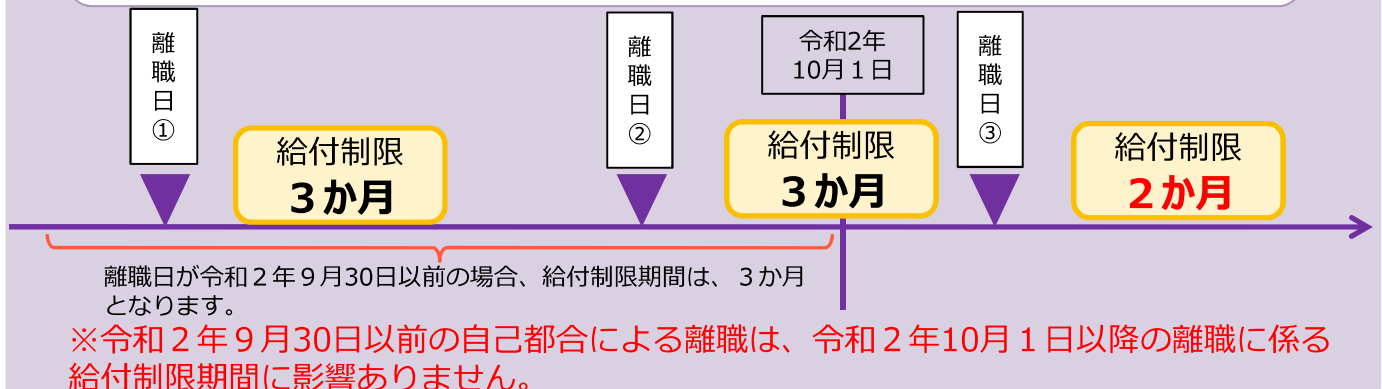 離職日①
離職日②
令和2年
10月１日
離職日③
給付制限
３か月
給付制限
３か月
給付制限
２か月
離職日が令和２年９月30日以前の場合、給付制限期間は、３か月
となります。
※令和２年９月30日以前の自己都合による離職は、令和２年10月１日以降の離職に係る
給付制限期間に影響ありません。